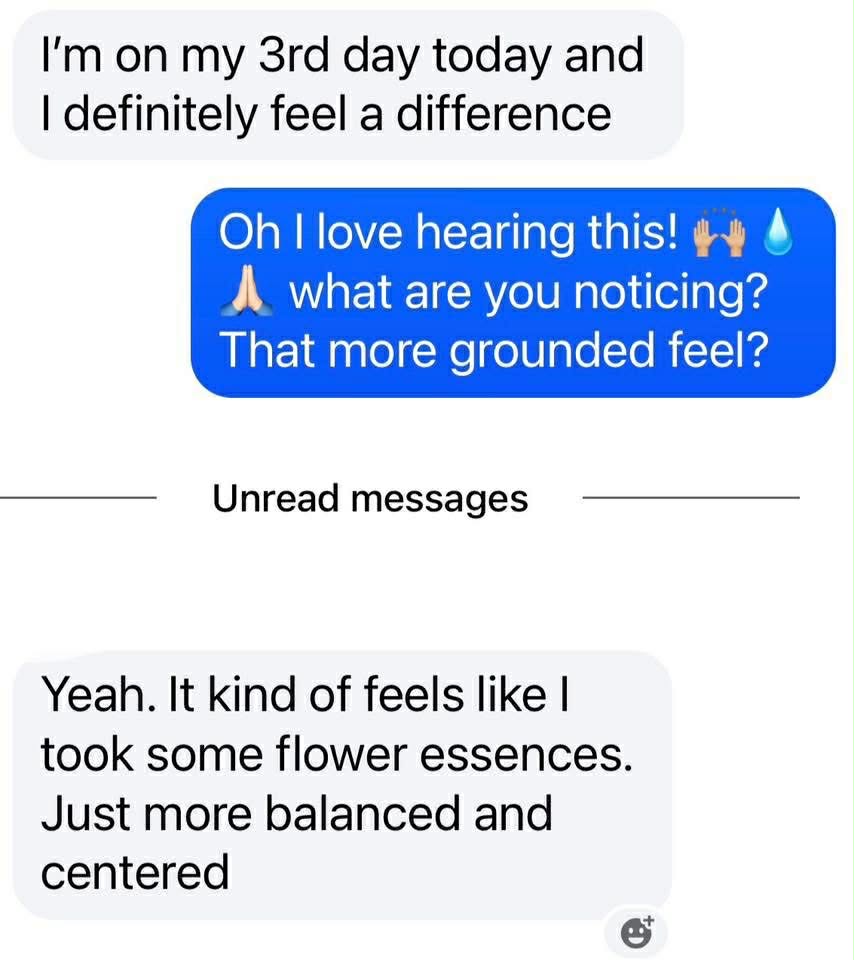 I’m on my 3rd day today and
I definitely feel a difference
Oh I love hearing this! 🙌🏼 💧
🙏🏻 what are you noticing?
That more grounded feel?
Unread messages
Yeah. It kind of feels like I
took some flower essences.
Just more balanced and
centered